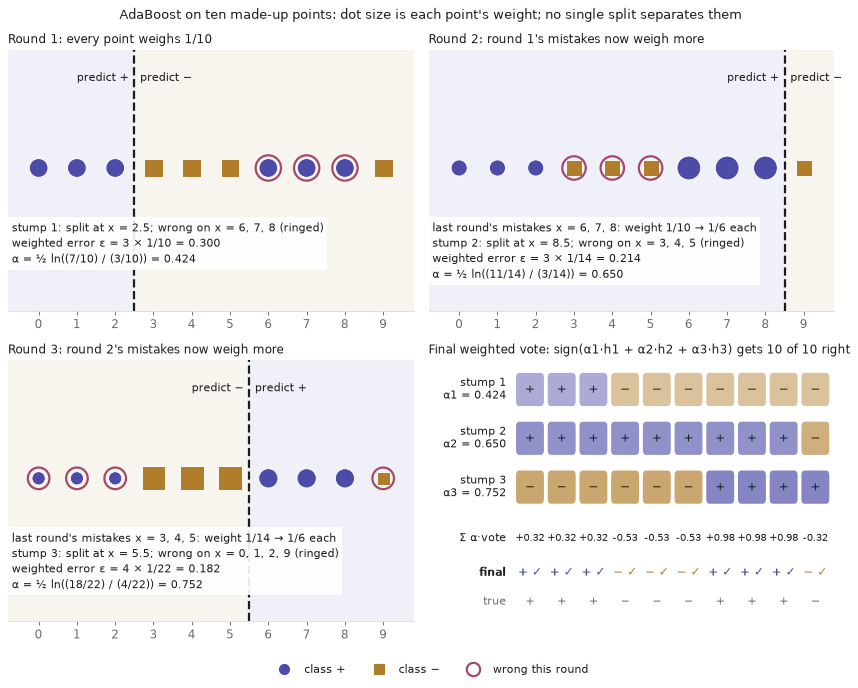 AdaBoost on ten made-up points: dot size is each point's weight; no single split separates them
Round 1: every point weighs 1/10
predict + predict −
stump 1: split at x = 2.5; wrong on x = 6, 7, 8 (ringed)
weighted error ε = 3 × 1/10 = 0.300
α = ½ ln((7/10) / (3/10)) = 0.424
0 1 2 3 4 5 6 7 8 9
Round 2: round 1's mistakes now weigh more
predict + predict −
last round's mistakes x = 6, 7, 8: weight 1/10 → 1/6 each
stump 2: split at x = 8.5; wrong on x = 3, 4, 5 (ringed)
weighted error ε = 3 × 1/14 = 0.214
α = ½ ln((11/14) / (3/14)) = 0.650
0 1 2 3 4 5 6 7 8 9
Round 3: round 2's mistakes now weigh more
predict − predict +
last round's mistakes x = 3, 4, 5: weight 1/14 → 1/6 each
stump 3: split at x = 5.5; wrong on x = 0, 1, 2, 9 (ringed)
weighted error ε = 4 × 1/22 = 0.182
α = ½ ln((18/22) / (4/22)) = 0.752
0 1 2 3 4 5 6 7 8 9
Final weighted vote: sign(α1·h1 + α2·h2 + α3·h3) gets 10 of 10 right
stump 1
α1 = 0.424
+ + + − − − − − − −
stump 2
α2 = 0.650
+ + + + + + + + + −
stump 3
α3 = 0.752
− − − − − − + + + +
Σ α·vote +0.32 +0.32 +0.32 -0.53 -0.53 -0.53 +0.98 +0.98 +0.98 -0.32
final + ✓ + ✓ + ✓ − ✓ − ✓ − ✓ + ✓ + ✓ + ✓ − ✓
true + + + − − − + + + −
class + class − wrong this round